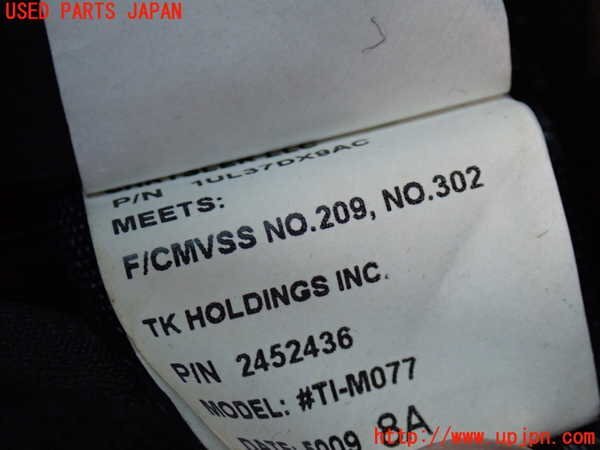 USED PARTS JAPAN
P/N 1UL37DX9AC
MEETS:
F/CMVSS NO.209, NO.302
TK HOLDINGS INC.
P/N 2452436
MODEL: #TI-M077
8A
http://www.upjpn.com